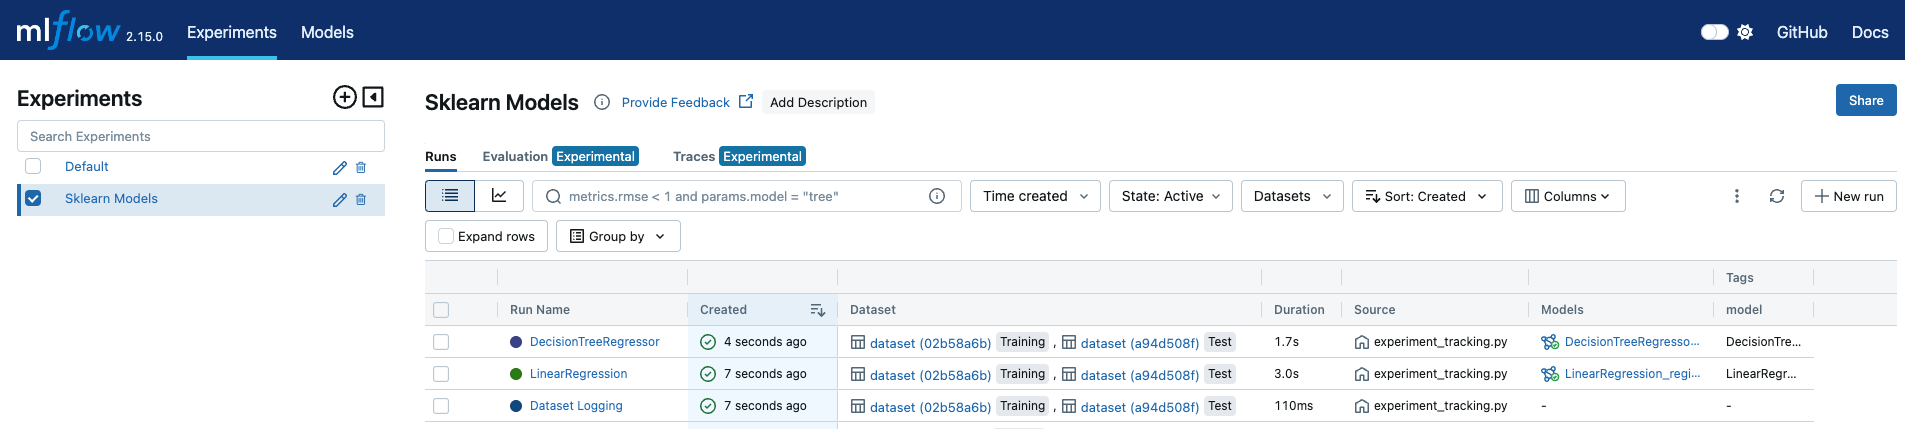 mlflow 2.15.0 Experiments Models GitHub Docs
Experiments
Search Experiments
Default
Sklearn Models
Sklearn Models Provide Feedback Add Description Share
Runs Evaluation Experimental Traces Experimental
metrics.rmse < 1 and params.model = "tree" Time created State: Active Datasets Sort: Created Columns New run
Expand rows Group by
Tags
Run Name Created Dataset Duration Source Models model
DecisionTreeRegressor 4 seconds ago dataset (02b58a6b) Training , dataset (a94d508f) Test 1.7s experiment_tracking.py DecisionTreeRegresso... DecisionTre...
LinearRegression 7 seconds ago dataset (02b58a6b) Training , dataset (a94d508f) Test 3.0s experiment_tracking.py LinearRegression_regi... LinearRegr...
Dataset Logging 7 seconds ago dataset (02b58a6b) Training , dataset (a94d508f) Test 110ms experiment_tracking.py - -